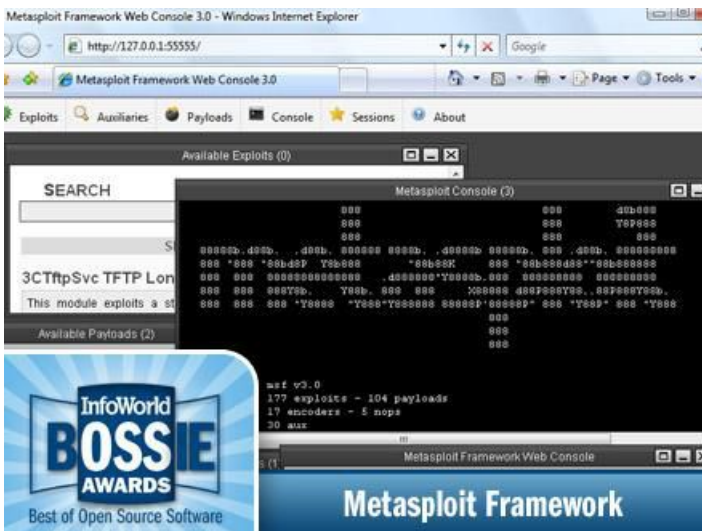 Metasploit Framework Web Console 3.0 - Windows Internet Explorer
http://127.0.0.1:55555/
Google
Metasploit Framework Web Console 3.0
Page
Tools
Exploits
Auxiliaries
Payloads
Console
Sessions
About
Available Exploits (0)
SEARCH
3CTftpSvc TFTP Lon
This module exploits a st
Available Payloads (2)
Metasploit Console (3)
msf v3.0
177 exploits - 104 payloads
17 encoders - 5 nops
30 aux
Metasploit Framework Web Console
InfoWorld
BOSSIE
AWARDS
Best of Open Source Software
Metasploit Framework